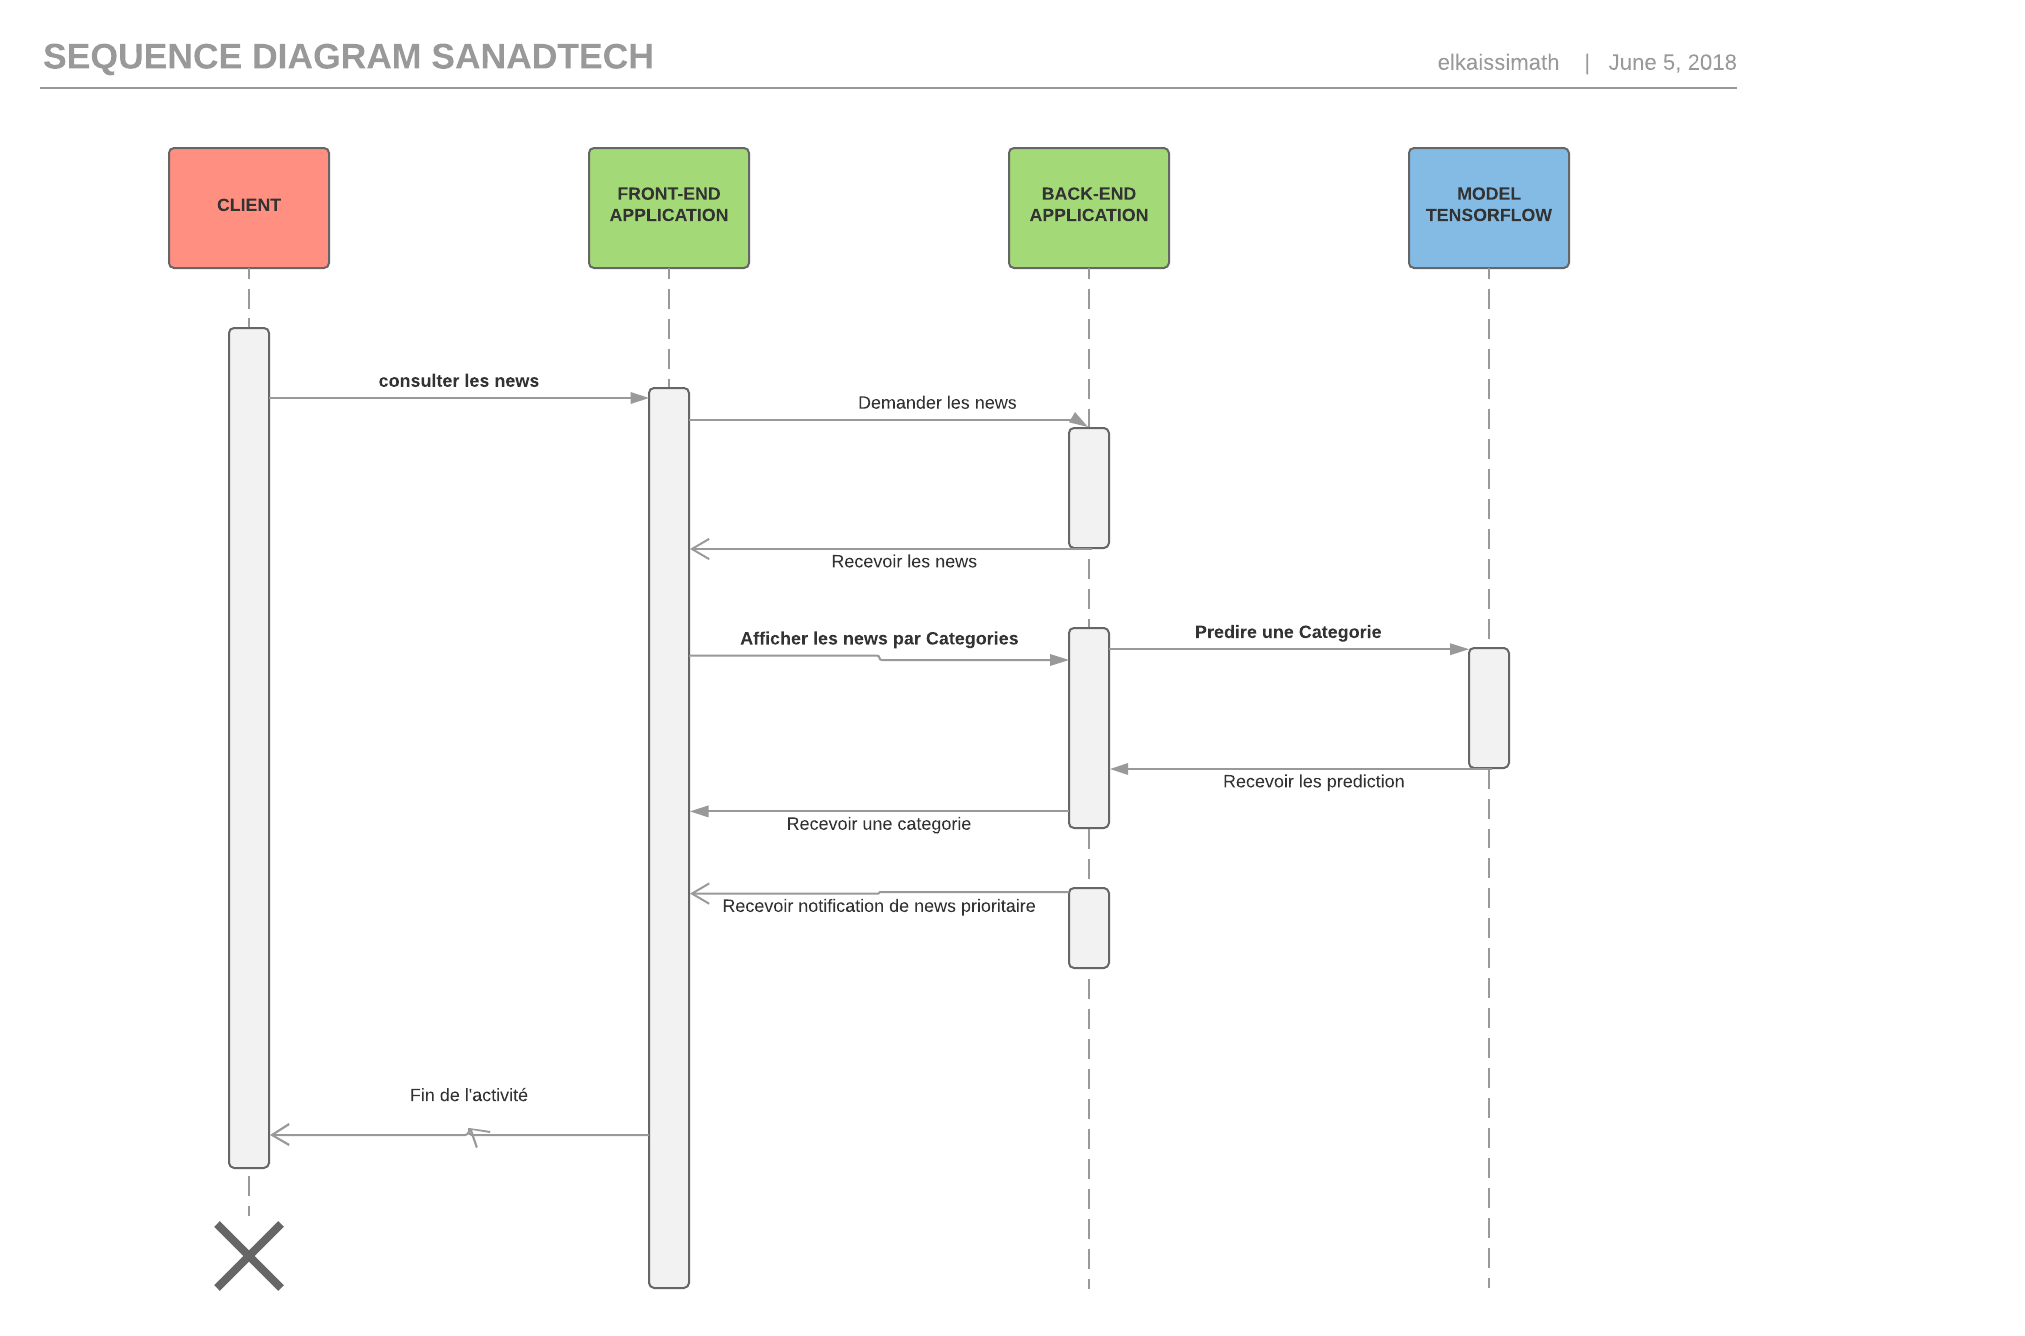 SEQUENCE DIAGRAM SANADTECH
elkaissimath | June 5, 2018
CLIENT
FRONT-END
APPLICATION
BACK-END
APPLICATION
MODEL
TENSORFLOW
consulter les news
Demander les news
Recevoir les news
Afficher les news par Categories
Predire une Categorie
Recevoir les prediction
Recevoir une categorie
Recevoir notification de news prioritaire
Fin de l'activité